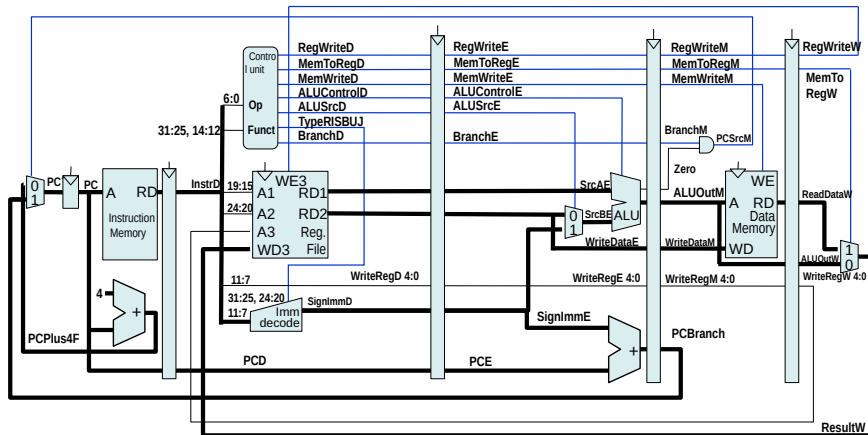 Contro
l unit
Op
Funct
RegWriteD
MemToRegD
MemWriteD
ALUControlD
ALUSrcD
TypeRISBUJ
BranchD
RegWriteE
MemToRegE
MemWriteE
ALUControlE
ALUSrcE
BranchE
RegWriteM
MemToRegM
MemWriteM
BranchM
PCSrcM
RegWriteW
MemTo
RegW
6:0
31:25, 14:12
0
1
PC
PC
A
RD
Instruction
Memory
InstrD
19:15
24:20
WE3
A1
RD1
A2
RD2
A3
Reg.
WD3
File
SrcAE
0
1
SrcBE
ALU
Zero
ALUOutM
WE
A
RD
Data
Memory
WD
ReadDataW
WriteDataE
WriteDataM
1
0
ALUOutW
11:7
WriteRegD 4:0
WriteRegE 4:0
WriteRegM 4:0
WriteRegW 4:0
31:25, 24:20
11:7
Imm
decode
SignImmD
SignImmE
4
+
PCPlus4F
+
PCBranch
PCD
PCE
ResultW